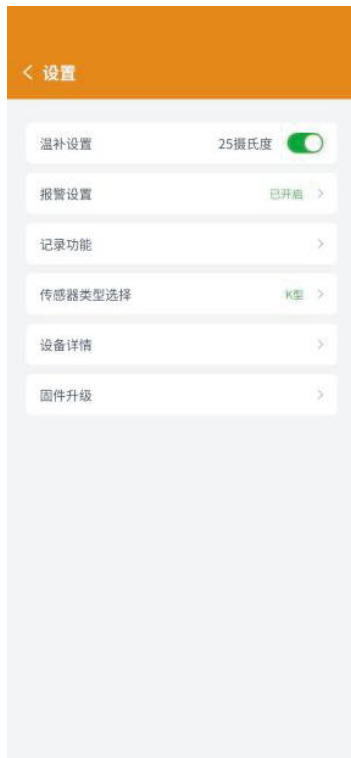 设置
温补设置 25摄氏度
报警设置 已开启
记录功能
传感器类型选择 K型
设备详情
固件升级